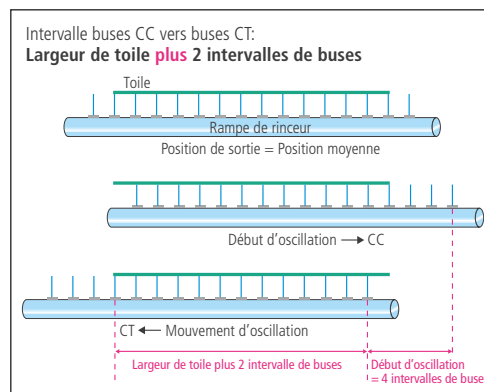 Intervalle buses CC vers buses CT:
Largeur de toile plus 2 intervalles de buses
Toile
Rampe de rinceur
Position de sortie = Position moyenne
Début d'oscillation → CC
CT ← Mouvement d'oscillation
Largeur de toile plus 2 intervalle de buses
Début d'oscillation
= 4 intervalles de buse